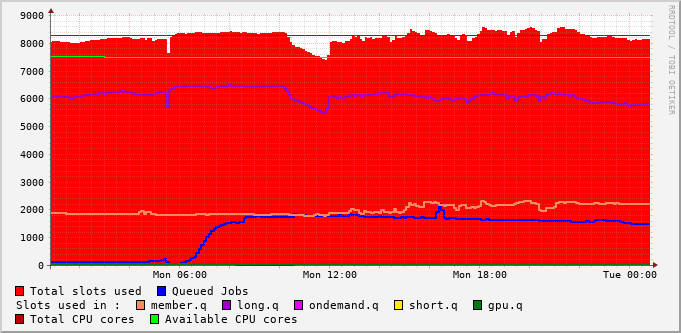 9000
8000
7000
6000
5000
4000
3000
2000
1000
0
Mon 06:00 Mon 12:00 Mon 18:00 Tue 00:00
RRDTOOL / TOBI OETIKER
Total slots used Queued Jobs
Slots used in : member.q long.q ondemand.q short.q gpu.q
Total CPU cores Available CPU cores